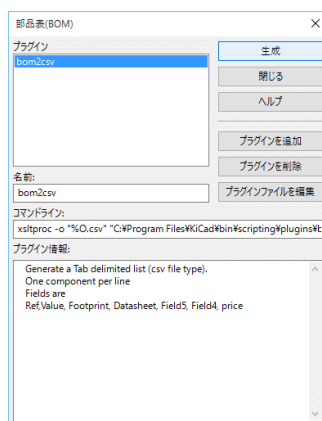 部品表(BOM)
プラグイン
bom2csv
生成
閉じる
ヘルプ
プラグインを追加
プラグインを削除
プラグインファイルを編集
名前:
bom2csv
コマンドライン:
xsltproc -o "%O.csv" "C:¥Program Files¥KiCad¥bin¥scripting¥plugins¥b
プラグイン情報:
Generate a Tab delimited list (csv file type).
One component per line
Fields are
Ref,Value, Footprint, Datasheet, Field5, Field4, price